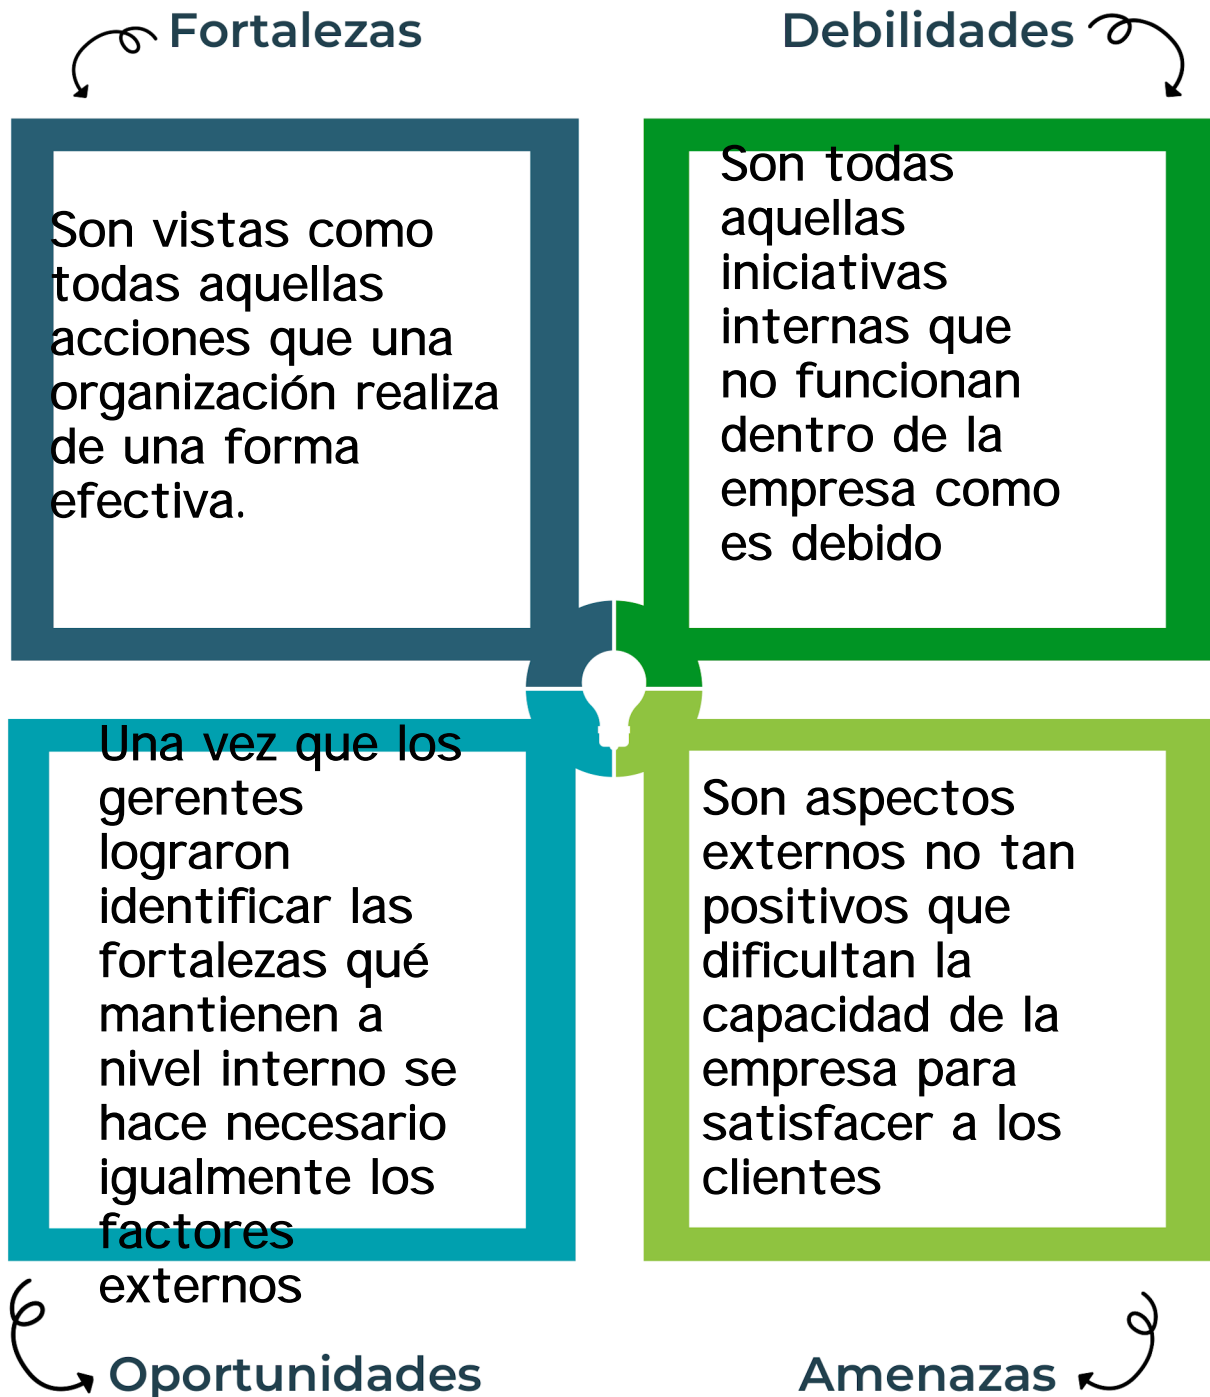 Fortalezas
Son vistas como
todas aquellas
acciones que una
organización realiza
de una forma
efectiva.
Debilidades
Son todas
aquellas
iniciativas
internas que
no funcionan
dentro de la
empresa como
es debido
Una vez que los
gerentes
lograron
identificar las
fortalezas qué
mantienen a
nivel interno se
hace necesario
igualmente los
factores
externos
Oportunidades
Son aspectos
externos no tan
positivos que
dificultan la
capacidad de la
empresa para
satisfacer a los
clientes
Amenazas